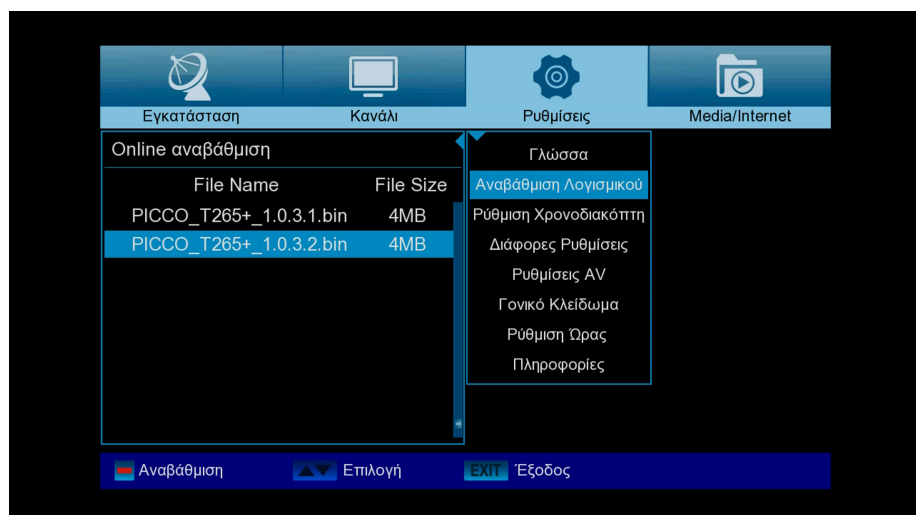 Εγκατάσταση Κανάλι Ρυθμίσεις Media/Internet
Online αναβάθμιση
File Name File Size
PICCO_T265+_1.0.3.1.bin 4MB
PICCO_T265+_1.0.3.2.bin 4MB
Γλώσσα
Αναβάθμιση Λογισμικού
Ρύθμιση Χρονοδιακόπτη
Διάφορες Ρυθμίσεις
Ρυθμίσεις AV
Γονικό Κλείδωμα
Ρύθμιση Ώρας
Πληροφορίες
Αναβάθμιση Επιλογή EXIT Έξοδος